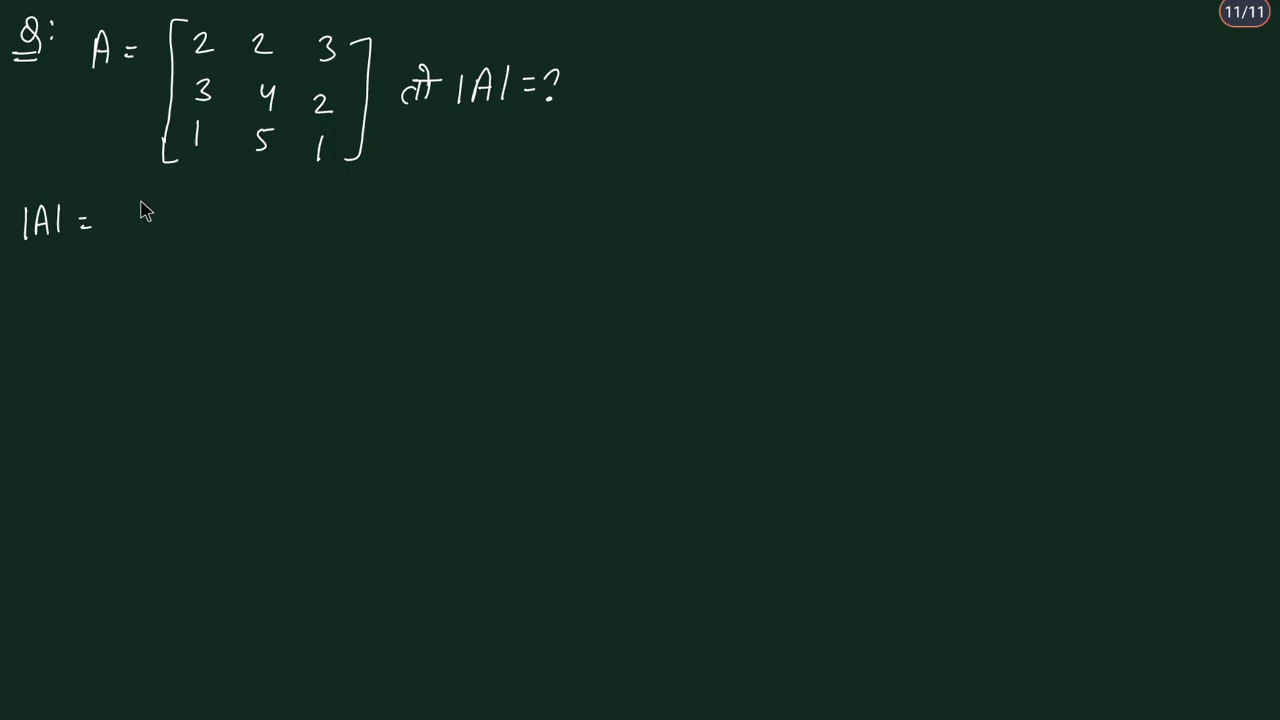 11/11
Q: A = [ 2 2 3
3 4 2
1 5 1 ] तो |A| = ?
|A| =